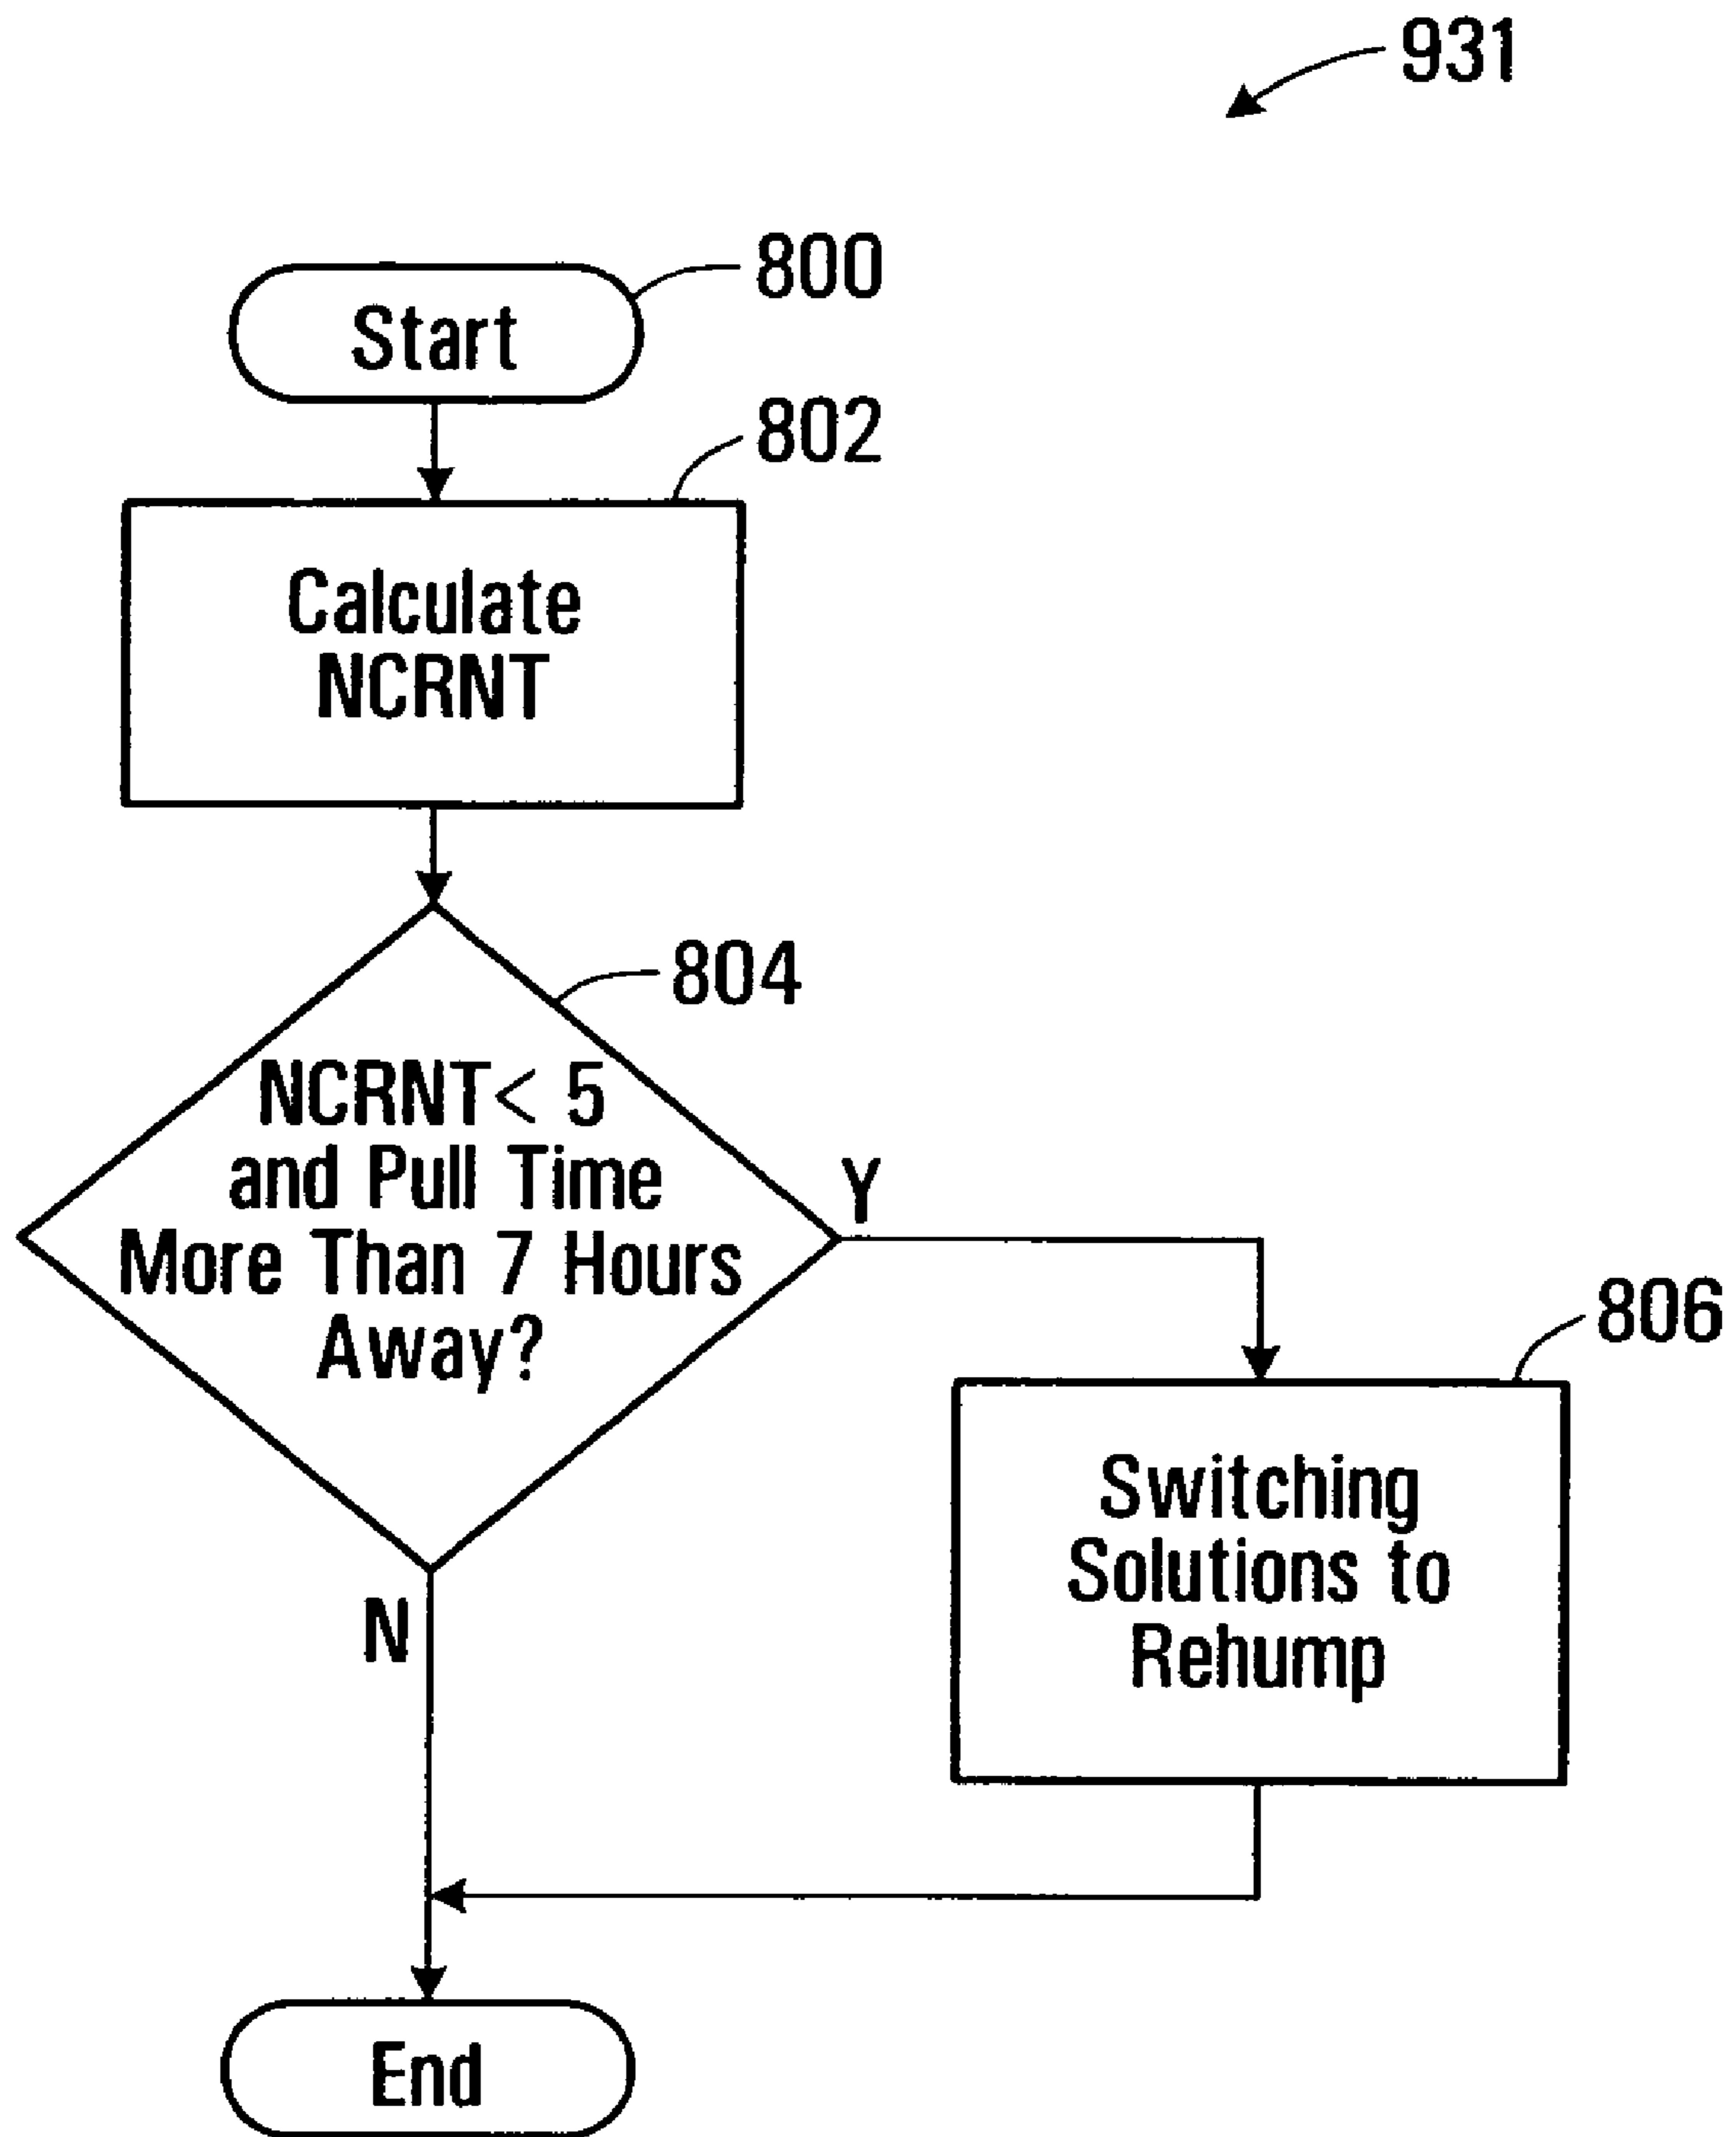 931
800
Start
802
Calculate
NCRNT
804
NCRNT< 5
and Pull Time
More Than 7 Hours
Away?
Y
806
Switching
Solutions to
Rehump
N
End